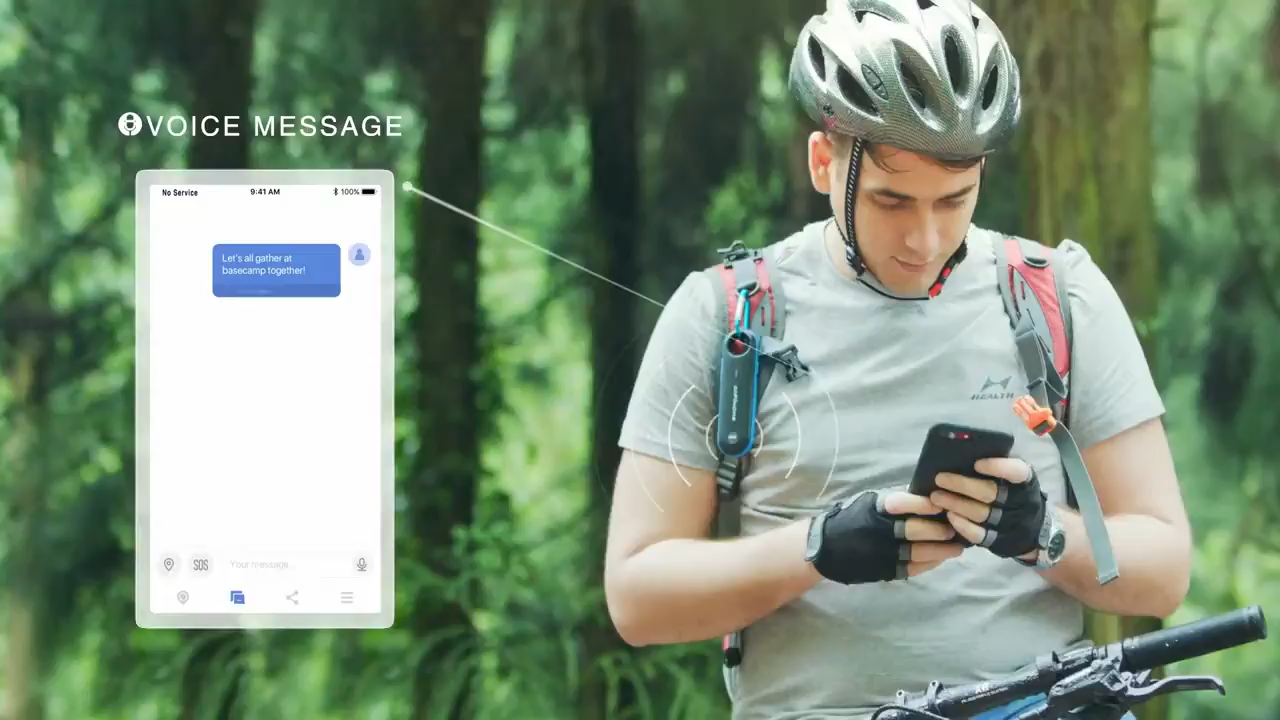 VOICE MESSAGE
No Service
9:41 AM
100%
Let's all gather at
basecamp together!
SOS
Your message...
HEALTH